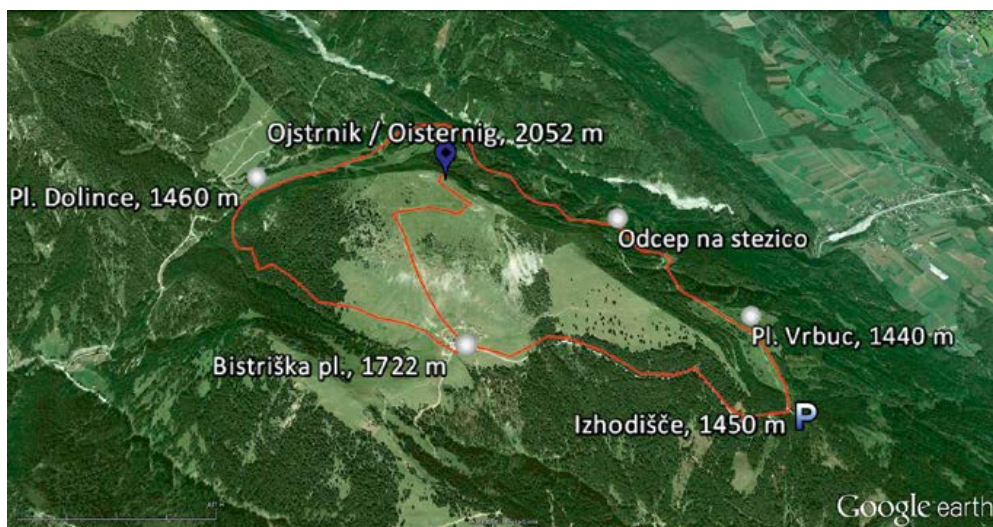 Ojstrnik / Oisternig, 2052 m
Pl. Dolince, 1460 m
Odcep na stezico
Pl. Vrbuc, 1440 m
Bistriška pl., 1722 m
Izhodišče, 1450 m P
Google earth